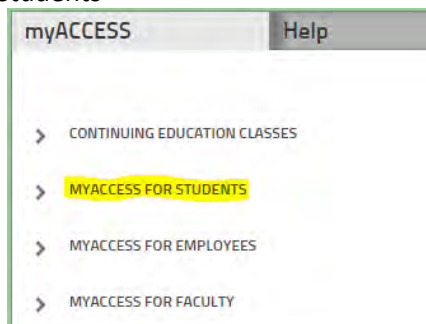 students
myACCESS Help
CONTINUING EDUCATION CLASSES
MYACCESS FOR STUDENTS
MYACCESS FOR EMPLOYEES
MYACCESS FOR FACULTY